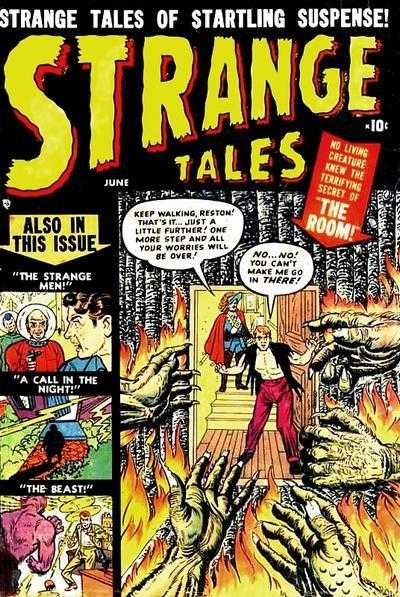 STRANGE TALES OF STARTLING SUSPENSE!
STRANGE
TALES
JUNE
10¢
NO LIVING
CREATURE
KNEW THE
TERRIFYING
SECRET OF
"THE
ROOM!"
ALSO IN
THIS ISSUE
"THE STRANGE
MEN!"
"A CALL IN THE
NIGHT!"
"THE BEAST!"
KEEP WALKING, RESTON!
THAT'S IT... JUST A
LITTLE FURTHER! ONE
MORE STEP AND ALL
YOUR WORRIES WILL
BE OVER!
NO...NO!
YOU CAN'T
MAKE ME GO
IN THERE!